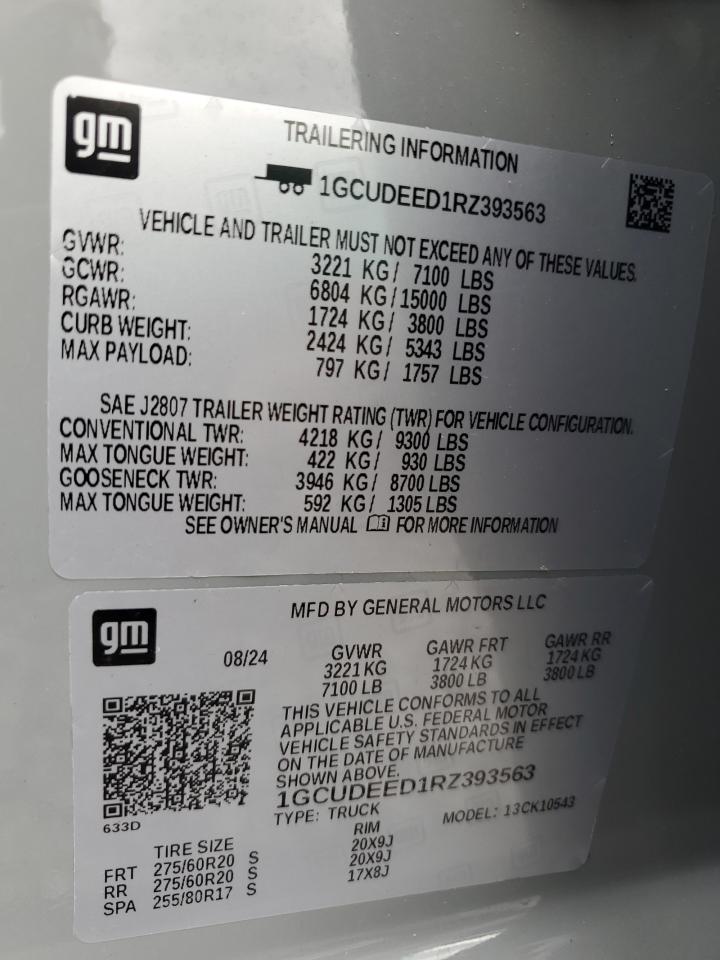 gm
TRAILERING INFORMATION
1GCUDEED1RZ393563
VEHICLE AND TRAILER MUST NOT EXCEED ANY OF THESE VALUES.
GVWR: 3221 KG/ 7100 LBS
GCWR: 6804 KG/15000 LBS
RGAWR: 1724 KG/ 3800 LBS
CURB WEIGHT: 2424 KG/ 5343 LBS
MAX PAYLOAD: 797 KG/ 1757 LBS
SAE J2807 TRAILER WEIGHT RATING (TWR) FOR VEHICLE CONFIGURATION.
CONVENTIONAL TWR: 4218 KG/ 9300 LBS
MAX TONGUE WEIGHT: 422 KG/ 930 LBS
GOOSENECK TWR: 3946 KG/ 8700 LBS
MAX TONGUE WEIGHT: 592 KG/ 1305 LBS
SEE OWNER'S MANUAL FOR MORE INFORMATION
gm
MFD BY GENERAL MOTORS LLC
08/24 GVWR GAWR FRT GAWR RR
3221 KG 1724 KG 1724 KG
7100 LB 3800 LB 3800 LB
THIS VEHICLE CONFORMS TO ALL
APPLICABLE U.S. FEDERAL MOTOR
VEHICLE SAFETY STANDARDS IN EFFECT
ON THE DATE OF MANUFACTURE
SHOWN ABOVE.
1GCUDEED1RZ393563
TYPE: TRUCK MODEL: 13CK10543
633D
TIRE SIZE RIM
FRT 275/60R20 S 20X9J
RR 275/60R20 S 20X9J
SPA 255/80R17 S 17X8J